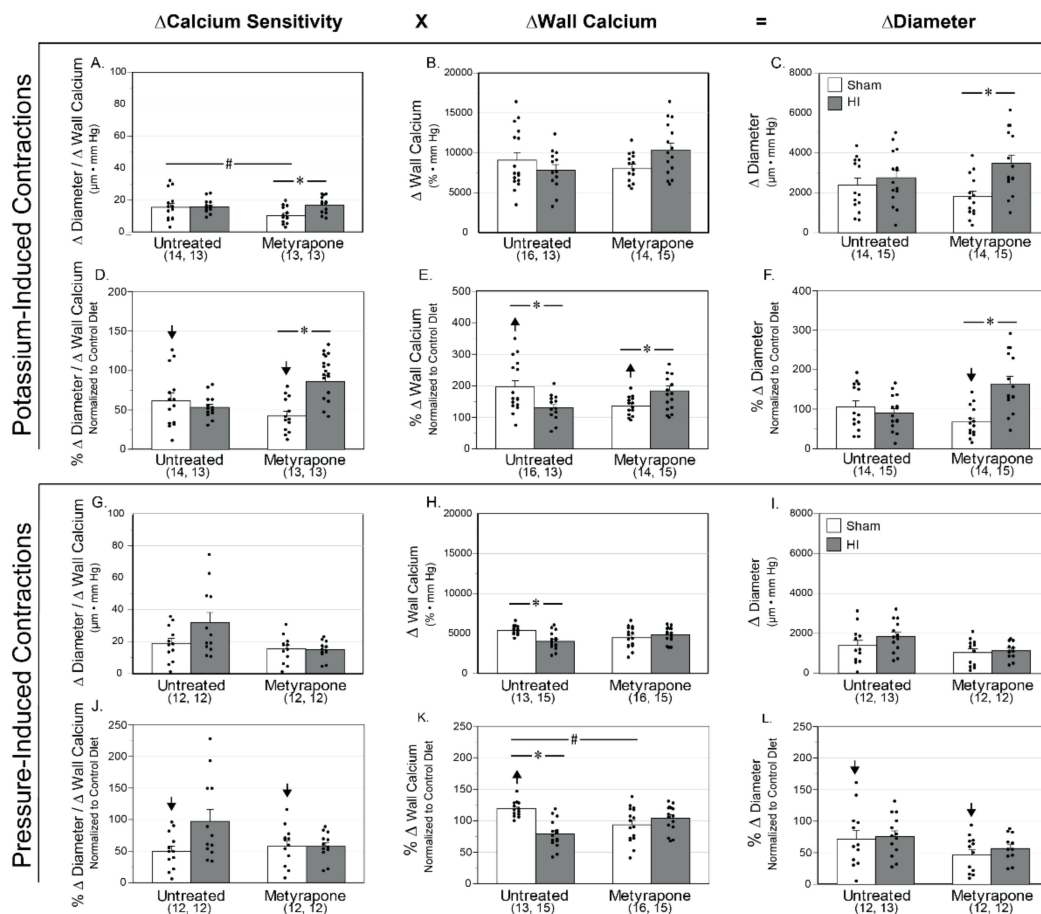 ΔCalcium Sensitivity X ΔWall Calcium = ΔDiameter
Potassium-Induced Contractions
A.
Δ Diameter / Δ Wall Calcium
(µm • mm Hg)
100
80
60
40
20
0
#
*
Untreated Metyrapone
(14, 13) (13, 13)
B.
Δ Wall Calcium
(% • mm Hg)
20000
15000
10000
5000
0
Untreated Metyrapone
(16, 13) (14, 15)
C.
Δ Diameter
(µm • mm Hg)
8000
6000
4000
2000
0
Sham
HI
*
Untreated Metyrapone
(14, 15) (14, 15)
D.
% Δ Diameter / Δ Wall Calcium
Normalized to Control Diet
200
150
100
50
0
*
Untreated Metyrapone
(14, 13) (13, 13)
E.
% Δ Wall Calcium
Normalized to Control Diet
500
400
300
200
100
0
*
*
Untreated Metyrapone
(16, 13) (14, 15)
F.
% Δ Diameter
Normalized to Control Diet
400
300
200
100
0
*
Untreated Metyrapone
(14, 15) (14, 15)
Pressure-Induced Contractions
G.
Δ Diameter / Δ Wall Calcium
(µm • mm Hg)
100
80
60
40
20
0
Untreated Metyrapone
(12, 12) (12, 12)
H.
Δ Wall Calcium
(% • mm Hg)
20000
15000
10000
5000
0
*
Untreated Metyrapone
(13, 15) (16, 15)
I.
Δ Diameter
(µm • mm Hg)
8000
6000
4000
2000
0
Sham
HI
Untreated Metyrapone
(12, 13) (12, 12)
J.
% Δ Diameter / Δ Wall Calcium
Normalized to Control Diet
250
200
150
100
50
0
Untreated Metyrapone
(12, 12) (12, 12)
K.
% Δ Wall Calcium
Normalized to Control Diet
250
200
150
100
50
0
#
*
Untreated Metyrapone
(13, 15) (16, 15)
L.
% Δ Diameter
Normalized to Control Diet
250
200
150
100
50
0
Untreated Metyrapone
(12, 13) (12, 12)